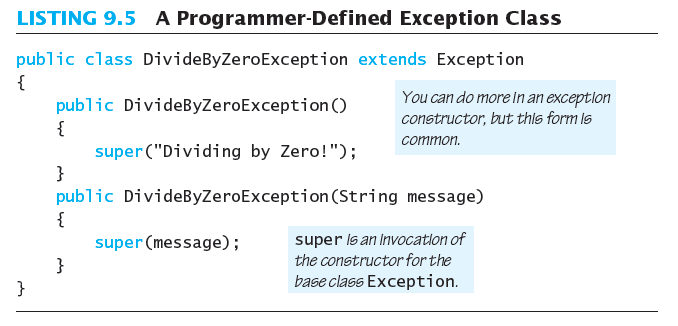 LISTING 9.5 A Programmer-Defined Exception Class
public class DivideByZeroException extends Exception
{
    public DivideByZeroException()
    {
        super("Dividing by Zero!");
    }
    public DivideByZeroException(String message)
    {
        super(message);
    }
}
You can do more in an exception
constructor, but this form is
common.
super is an invocation of
the constructor for the
base class Exception.